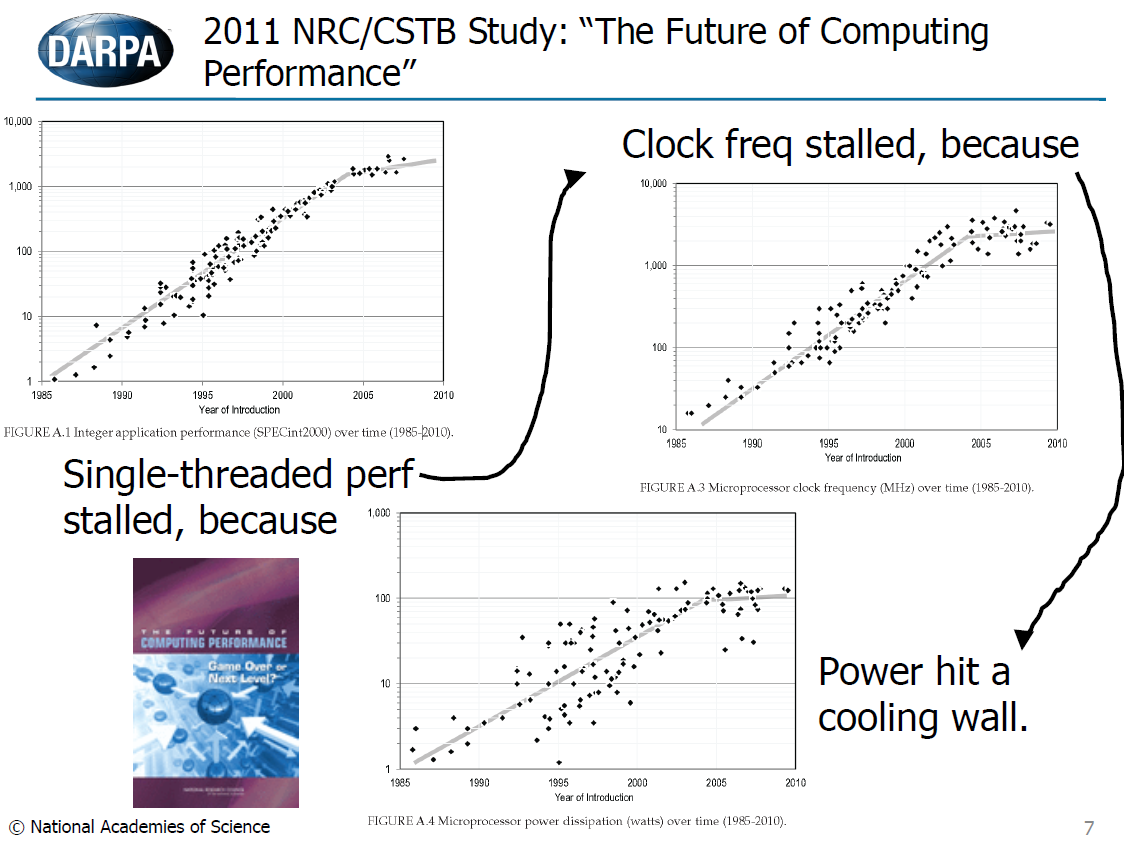 DARPA
2011 NRC/CSTB Study: “The Future of Computing
Performance”
10,000
1,000
100
10
1
1985 1990 1995 2000 2005 2010
Year of Introduction
FIGURE A.1 Integer application performance (SPECint2000) over time (1985-2010).
Single-threaded perf
stalled, because
Clock freq stalled, because
10,000
1,000
100
10
1985 1990 1995 2000 2005 2010
Year of Introduction
FIGURE A.3 Microprocessor clock frequency (MHz) over time (1985-2010).
1,000
100
10
1
1985 1990 1995 2000 2005 2010
Year of Introduction
FIGURE A.4 Microprocessor power dissipation (watts) over time (1985-2010).
Power hit a
cooling wall.
THE FUTURE OF
COMPUTING PERFORMANCE
Game Over or
Next Level?
NATIONAL RESEARCH COUNCIL
© National Academies of Science
7